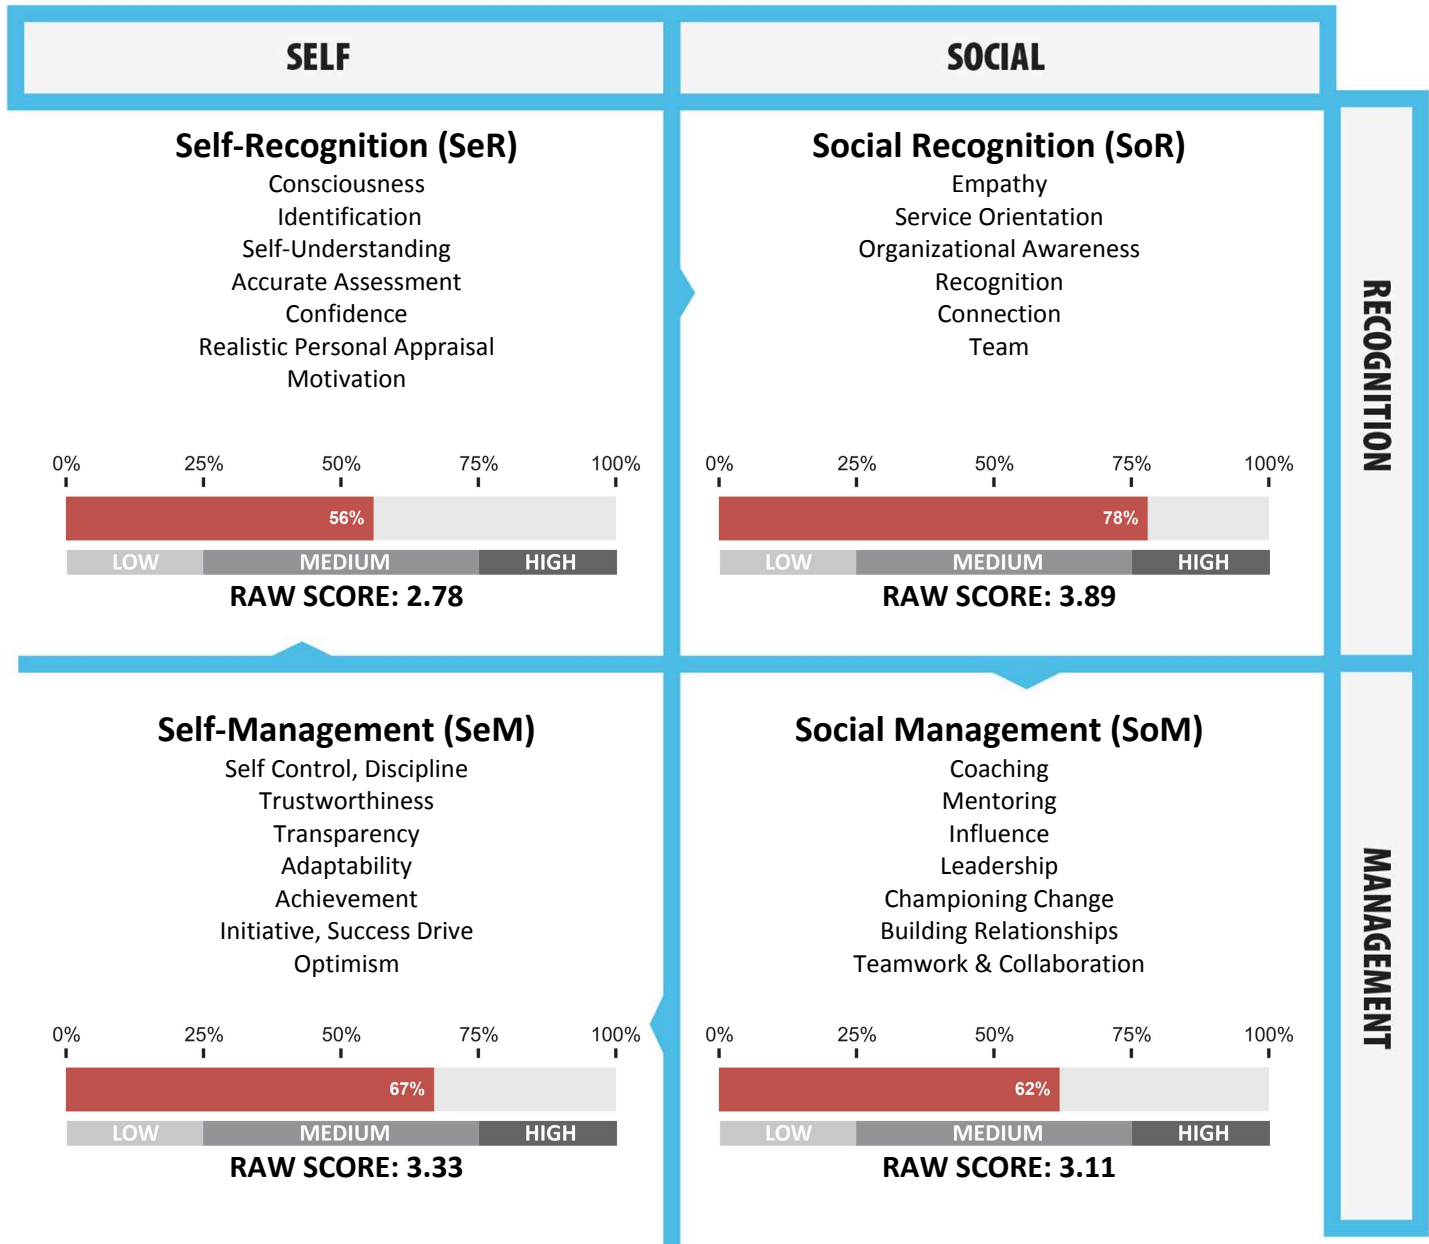 SELF
SOCIAL
Self-Recognition (SeR)
Consciousness
Identification
Self-Understanding
Accurate Assessment
Confidence
Realistic Personal Appraisal
Motivation
0% 25% 50% 75% 100%
56%
LOW MEDIUM HIGH
RAW SCORE: 2.78
Social Recognition (SoR)
Empathy
Service Orientation
Organizational Awareness
Recognition
Connection
Team
0% 25% 50% 75% 100%
78%
LOW MEDIUM HIGH
RAW SCORE: 3.89
RECOGNITION
Self-Management (SeM)
Self Control, Discipline
Trustworthiness
Transparency
Adaptability
Achievement
Initiative, Success Drive
Optimism
0% 25% 50% 75% 100%
67%
LOW MEDIUM HIGH
RAW SCORE: 3.33
Social Management (SoM)
Coaching
Mentoring
Influence
Leadership
Championing Change
Building Relationships
Teamwork & Collaboration
0% 25% 50% 75% 100%
62%
LOW MEDIUM HIGH
RAW SCORE: 3.11
MANAGEMENT